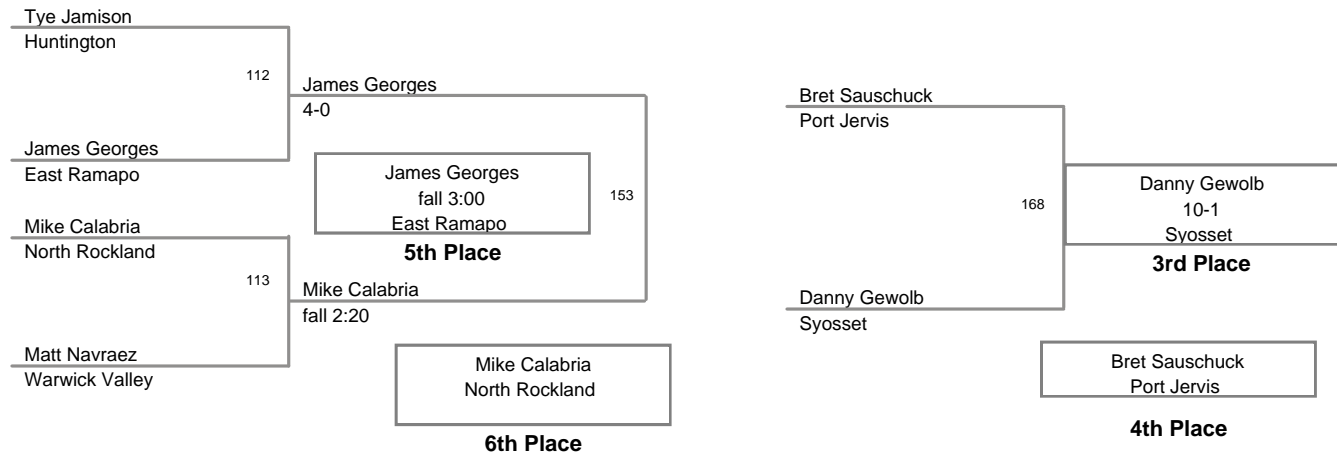 Tye Jamison
Huntington
112
James Georges
4-0
James Georges
East Ramapo
James Georges
fall 3:00
East Ramapo
5th Place
153
Mike Calabria
North Rockland
113
Mike Calabria
fall 2:20
Matt Navraez
Warwick Valley
Mike Calabria
North Rockland
6th Place
Bret Sauschuck
Port Jervis
168
Danny Gewolb
10-1
Syosset
3rd Place
Danny Gewolb
Syosset
Bret Sauschuck
Port Jervis
4th Place